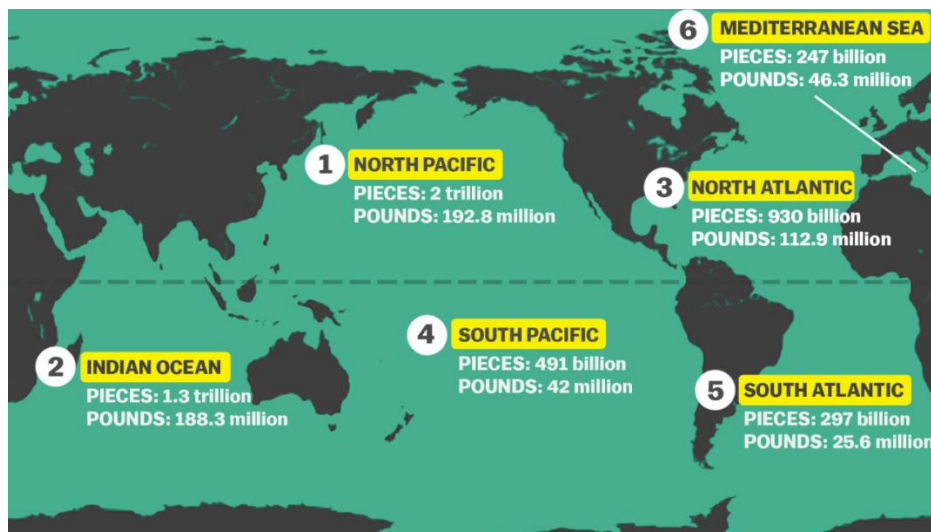 1 NORTH PACIFIC
PIECES: 2 trillion
POUNDS: 192.8 million
2 INDIAN OCEAN
PIECES: 1.3 trillion
POUNDS: 188.3 million
3 NORTH ATLANTIC
PIECES: 930 billion
POUNDS: 112.9 million
4 SOUTH PACIFIC
PIECES: 491 billion
POUNDS: 42 million
5 SOUTH ATLANTIC
PIECES: 297 billion
POUNDS: 25.6 million
6 MEDITERRANEAN SEA
PIECES: 247 billion
POUNDS: 46.3 million